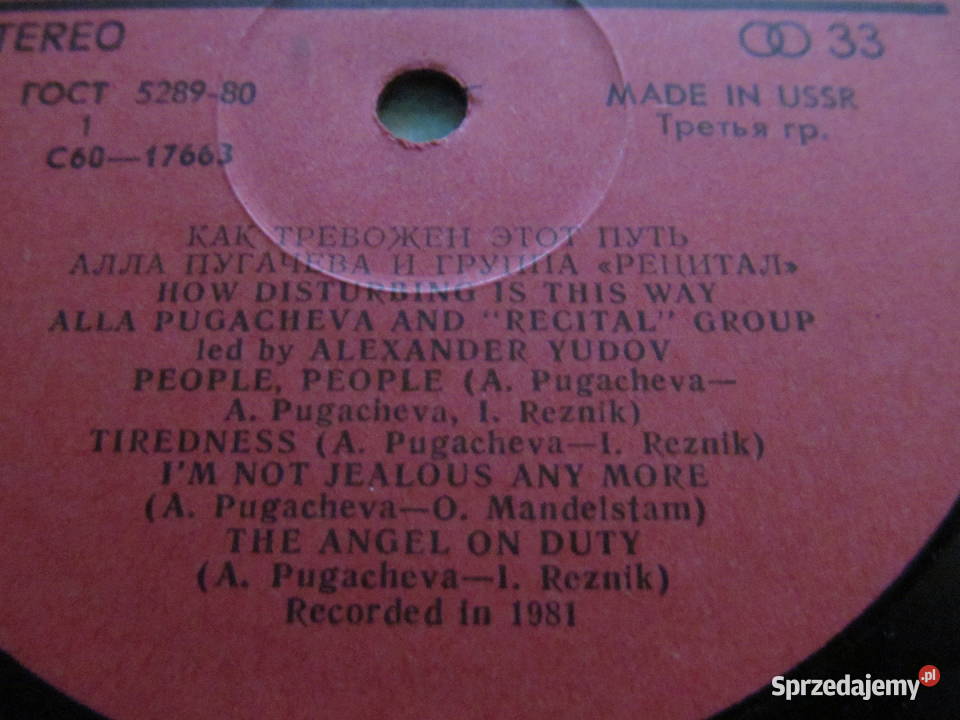 TEREO
33
ГОСТ 5289-80
MADE IN USSR
1
Третья гр.
С60—17663
КАК ТРЕВОЖЕН ЭТОТ ПУТЬ
АЛЛА ПУГАЧЕВА И ГРУППА «РЕЦИТАЛ»
HOW DISTURBING IS THIS WAY
ALLA PUGACHEVA AND "RECITAL" GROUP
led by ALEXANDER YUDOV
PEOPLE, PEOPLE (A. Pugacheva—
A. Pugacheva, I. Reznik)
TIREDNESS (A. Pugacheva—I. Reznik)
I'M NOT JEALOUS ANY MORE
(A. Pugacheva—O. Mandelstam)
THE ANGEL ON DUTY
(A. Pugacheva—I. Reznik)
Recorded in 1981
Sprzedajemy.pl